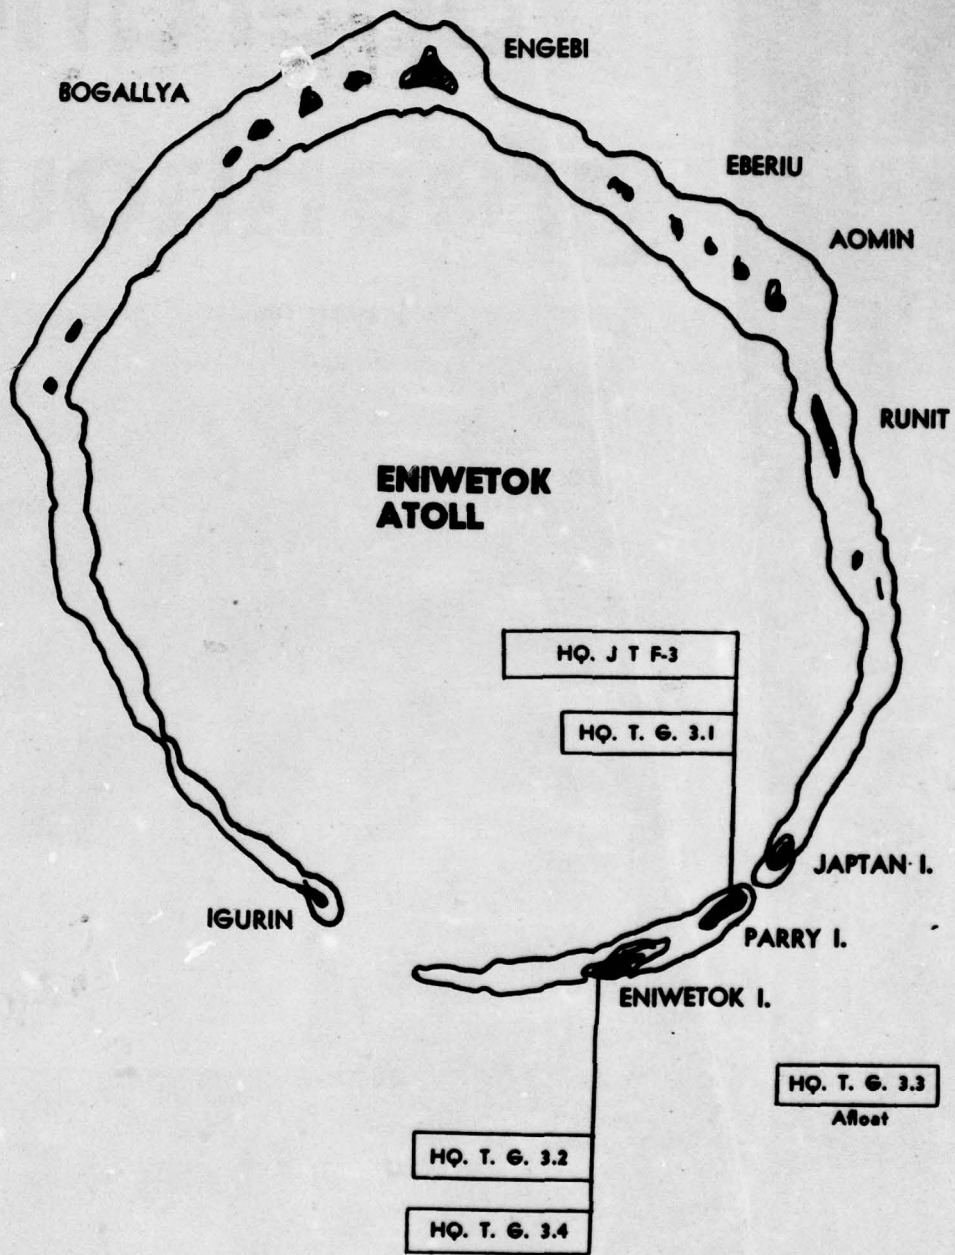 ENGEBI
BOGALLYA
EBERIU
AOMIN
RUNIT
ENIWETOK
ATOLL
HQ. J T F-3
HQ. T. G. 3.1
JAPTAN I.
IGURIN
PARRY I.
ENIWETOK I.
HQ. T. G. 3.3
Afloat
HQ. T. G. 3.2
HQ. T. G. 3.4